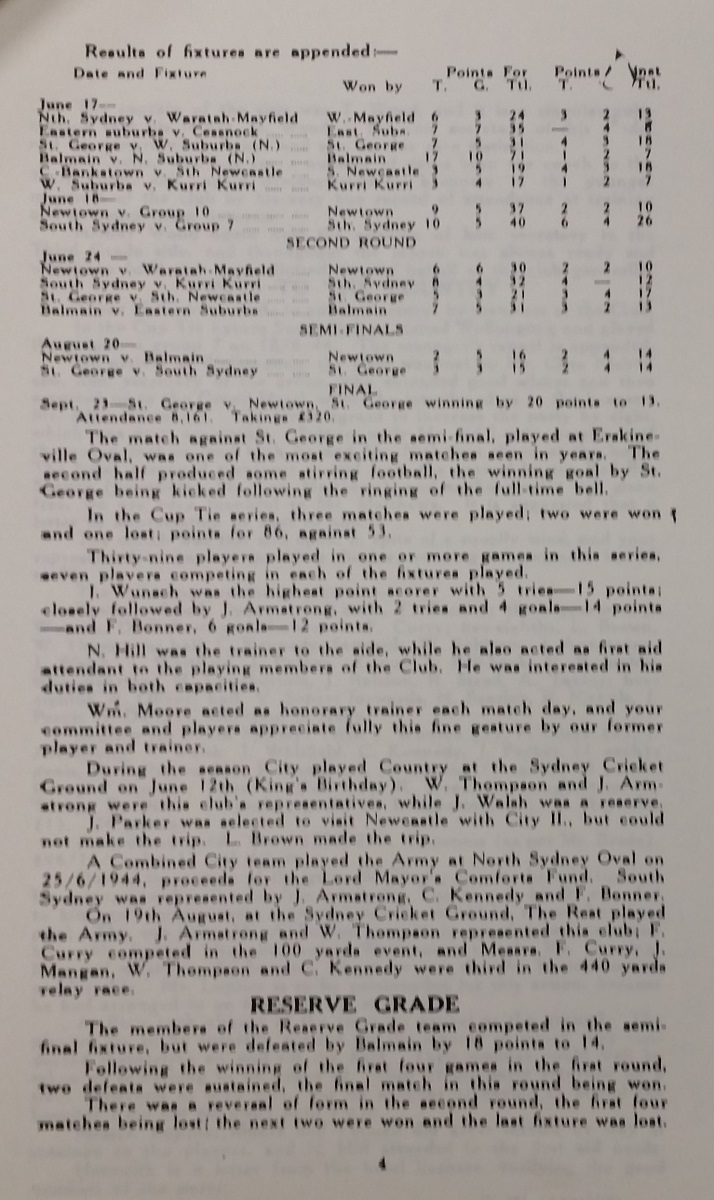 Results of fixtures are appended:—
Date and Fixture Won by Points For T. G. Ttl. Points Agnst T. Ttl.
June 17—
Nth. Sydney v. Waratah-Mayfield W.-Mayfield 6 3 24 3 2 13
Eastern suburbs v. Cessnock East. Subs. 7 7 35 — 4 8
St. George v. W. Suburbs (N.) St. George 7 5 31 4 3 18
Balmain v. N. Suburbs (N.) Balmain 17 10 71 1 2 7
C.-Bankstown v. Sth Newcastle S. Newcastle 3 5 19 4 3 18
W. Suburbs v. Kurri Kurri Kurri Kurri 3 4 17 1 2 7
June 18—
Newtown v. Group 10 Newtown 9 5 37 2 2 10
South Sydney v. Group 7 Sth. Sydney 10 5 40 6 4 26
SECOND ROUND
June 24 —
Newtown v. Waratah-Mayfield Newtown 6 6 30 2 2 10
South Sydney v. Kurri Kurri Sth. Sydney 8 4 32 4 — 12
St. George v. Sth. Newcastle St. George 5 3 21 3 4 17
Balmain v. Eastern Suburbs Balmain 7 5 31 3 2 13
SEMI-FINALS
August 20—
Newtown v. Balmain Newtown 2 5 16 2 4 14
St. George v. South Sydney St. George 3 3 15 2 4 14
FINAL
Sept. 23—St. George v. Newtown, St. George winning by 20 points to 13.
Attendance 8,161. Takings £320.
The match against St. George in the semi-final, played at Erskine-
ville Oval, was one of the most exciting matches seen in years. The
second half produced some stirring football, the winning goal by St.
George being kicked following the ringing of the full-time bell.
In the Cup Tie series, three matches were played; two were won
and one lost; points for 86, against 53.
Thirty-nine players played in one or more games in this series,
seven players competing in each of the fixtures played.
J. Wunsch was the highest point scorer with 5 tries—15 points;
closely followed by J. Armstrong, with 2 tries and 4 goals—14 points
—and F. Bonner, 6 goals—12 points.
N. Hill was the trainer to the side, while he also acted as first aid
attendant to the playing members of the Club. He was interested in his
duties in both capacities.
Wm. Moore acted as honorary trainer each match day, and your
committee and players appreciate fully this fine gesture by our former
player and trainer.
During the season City played Country at the Sydney Cricket
Ground on June 12th (King's Birthday). W. Thompson and J. Arm-
strong were this club's representatives, while J. Walsh was a reserve.
J. Parker was selected to visit Newcastle with City II., but could
not make the trip. L. Brown made the trip.
A Combined City team played the Army at North Sydney Oval on
25/6/1944, proceeds for the Lord Mayor's Comforts Fund. South
Sydney was represented by J. Armstrong, C. Kennedy and F. Bonner.
On 19th August, at the Sydney Cricket Ground, The Rest played
the Army. J. Armstrong and W. Thompson represented this club; F.
Curry competed in the 100 yards event, and Messrs. F. Curry, J.
Mangan, W. Thompson and C. Kennedy were third in the 440 yards
relay race.
RESERVE GRADE
The members of the Reserve Grade team competed in the semi-
final fixture, but were defeated by Balmain by 18 points to 14.
Following the winning of the first four games in the first round,
two defeats were sustained, the final match in this round being won.
There was a reversal of form in the second round, the first four
matches being lost; the next two were won and the last fixture was lost.
4